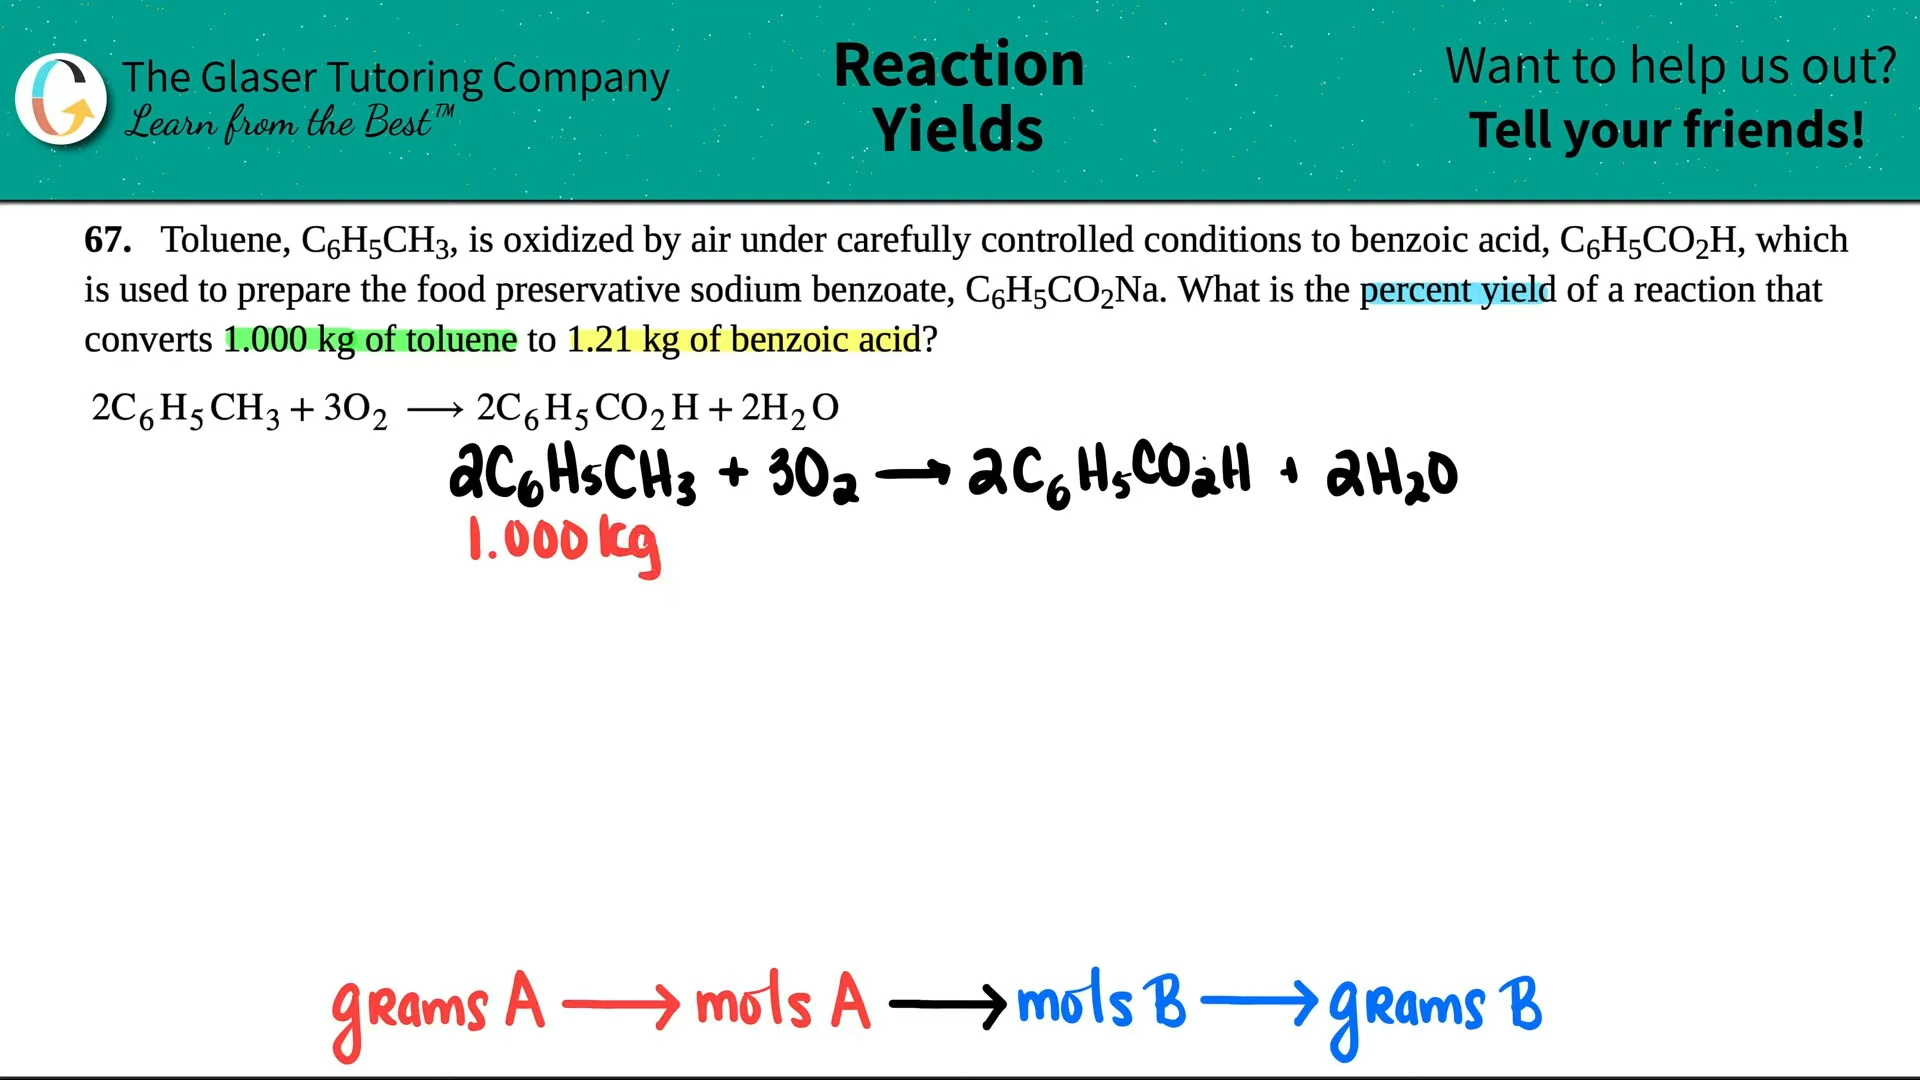 The Glaser Tutoring Company
Learn from the Best™
Reaction
Yields
Want to help us out?
Tell your friends!
67. Toluene, C₆H₅CH₃, is oxidized by air under carefully controlled conditions to benzoic acid, C₆H₅CO₂H, which
is used to prepare the food preservative sodium benzoate, C₆H₅CO₂Na. What is the percent yield of a reaction that
converts 1.000 kg of toluene to 1.21 kg of benzoic acid?
2C₆H₅CH₃ + 3O₂ ⟶ 2C₆H₅CO₂H + 2H₂O
2C₆H₅CH₃ + 3O₂ → 2C₆H₅CO₂H + 2H₂O
1.000 kg
grams A → mols A → mols B → grams B